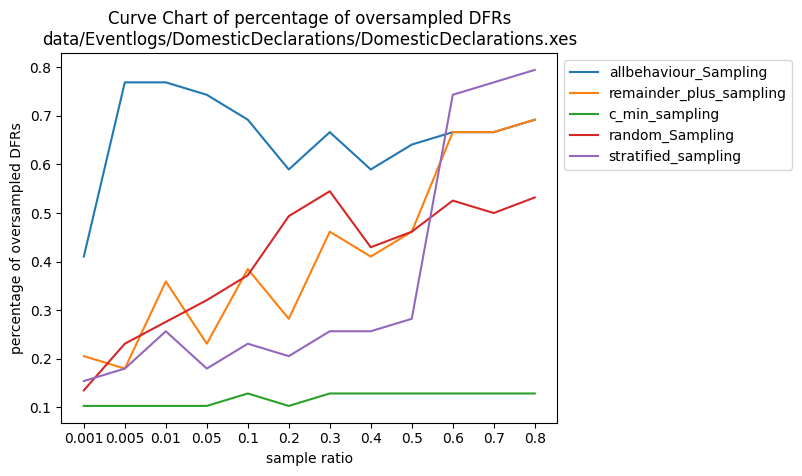 Curve Chart of percentage of oversampled DFRs
data/Eventlogs/DomesticDeclarations/DomesticDeclarations.xes
percentage of oversampled DFRs
0.8
0.7
0.6
0.5
0.4
0.3
0.2
0.1
0.001 0.005 0.01 0.05 0.1 0.2 0.3 0.4 0.5 0.6 0.7 0.8
sample ratio
allbehaviour_Sampling
remainder_plus_sampling
c_min_sampling
random_Sampling
stratified_sampling